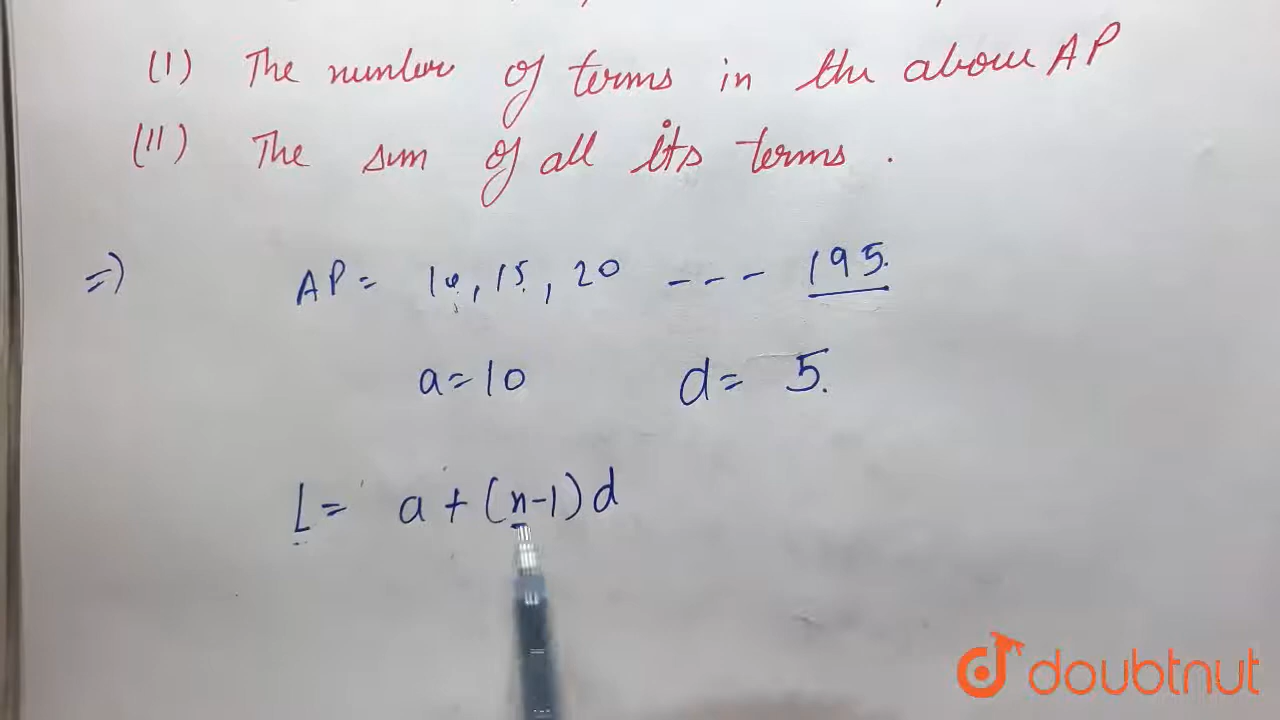 (I) The number of terms in the above AP
(II) The sum of all its terms.
=) AP = 10, 15, 20 --- 195.
a = 10 d = 5.
L = a + (n-1) d
doubtnut